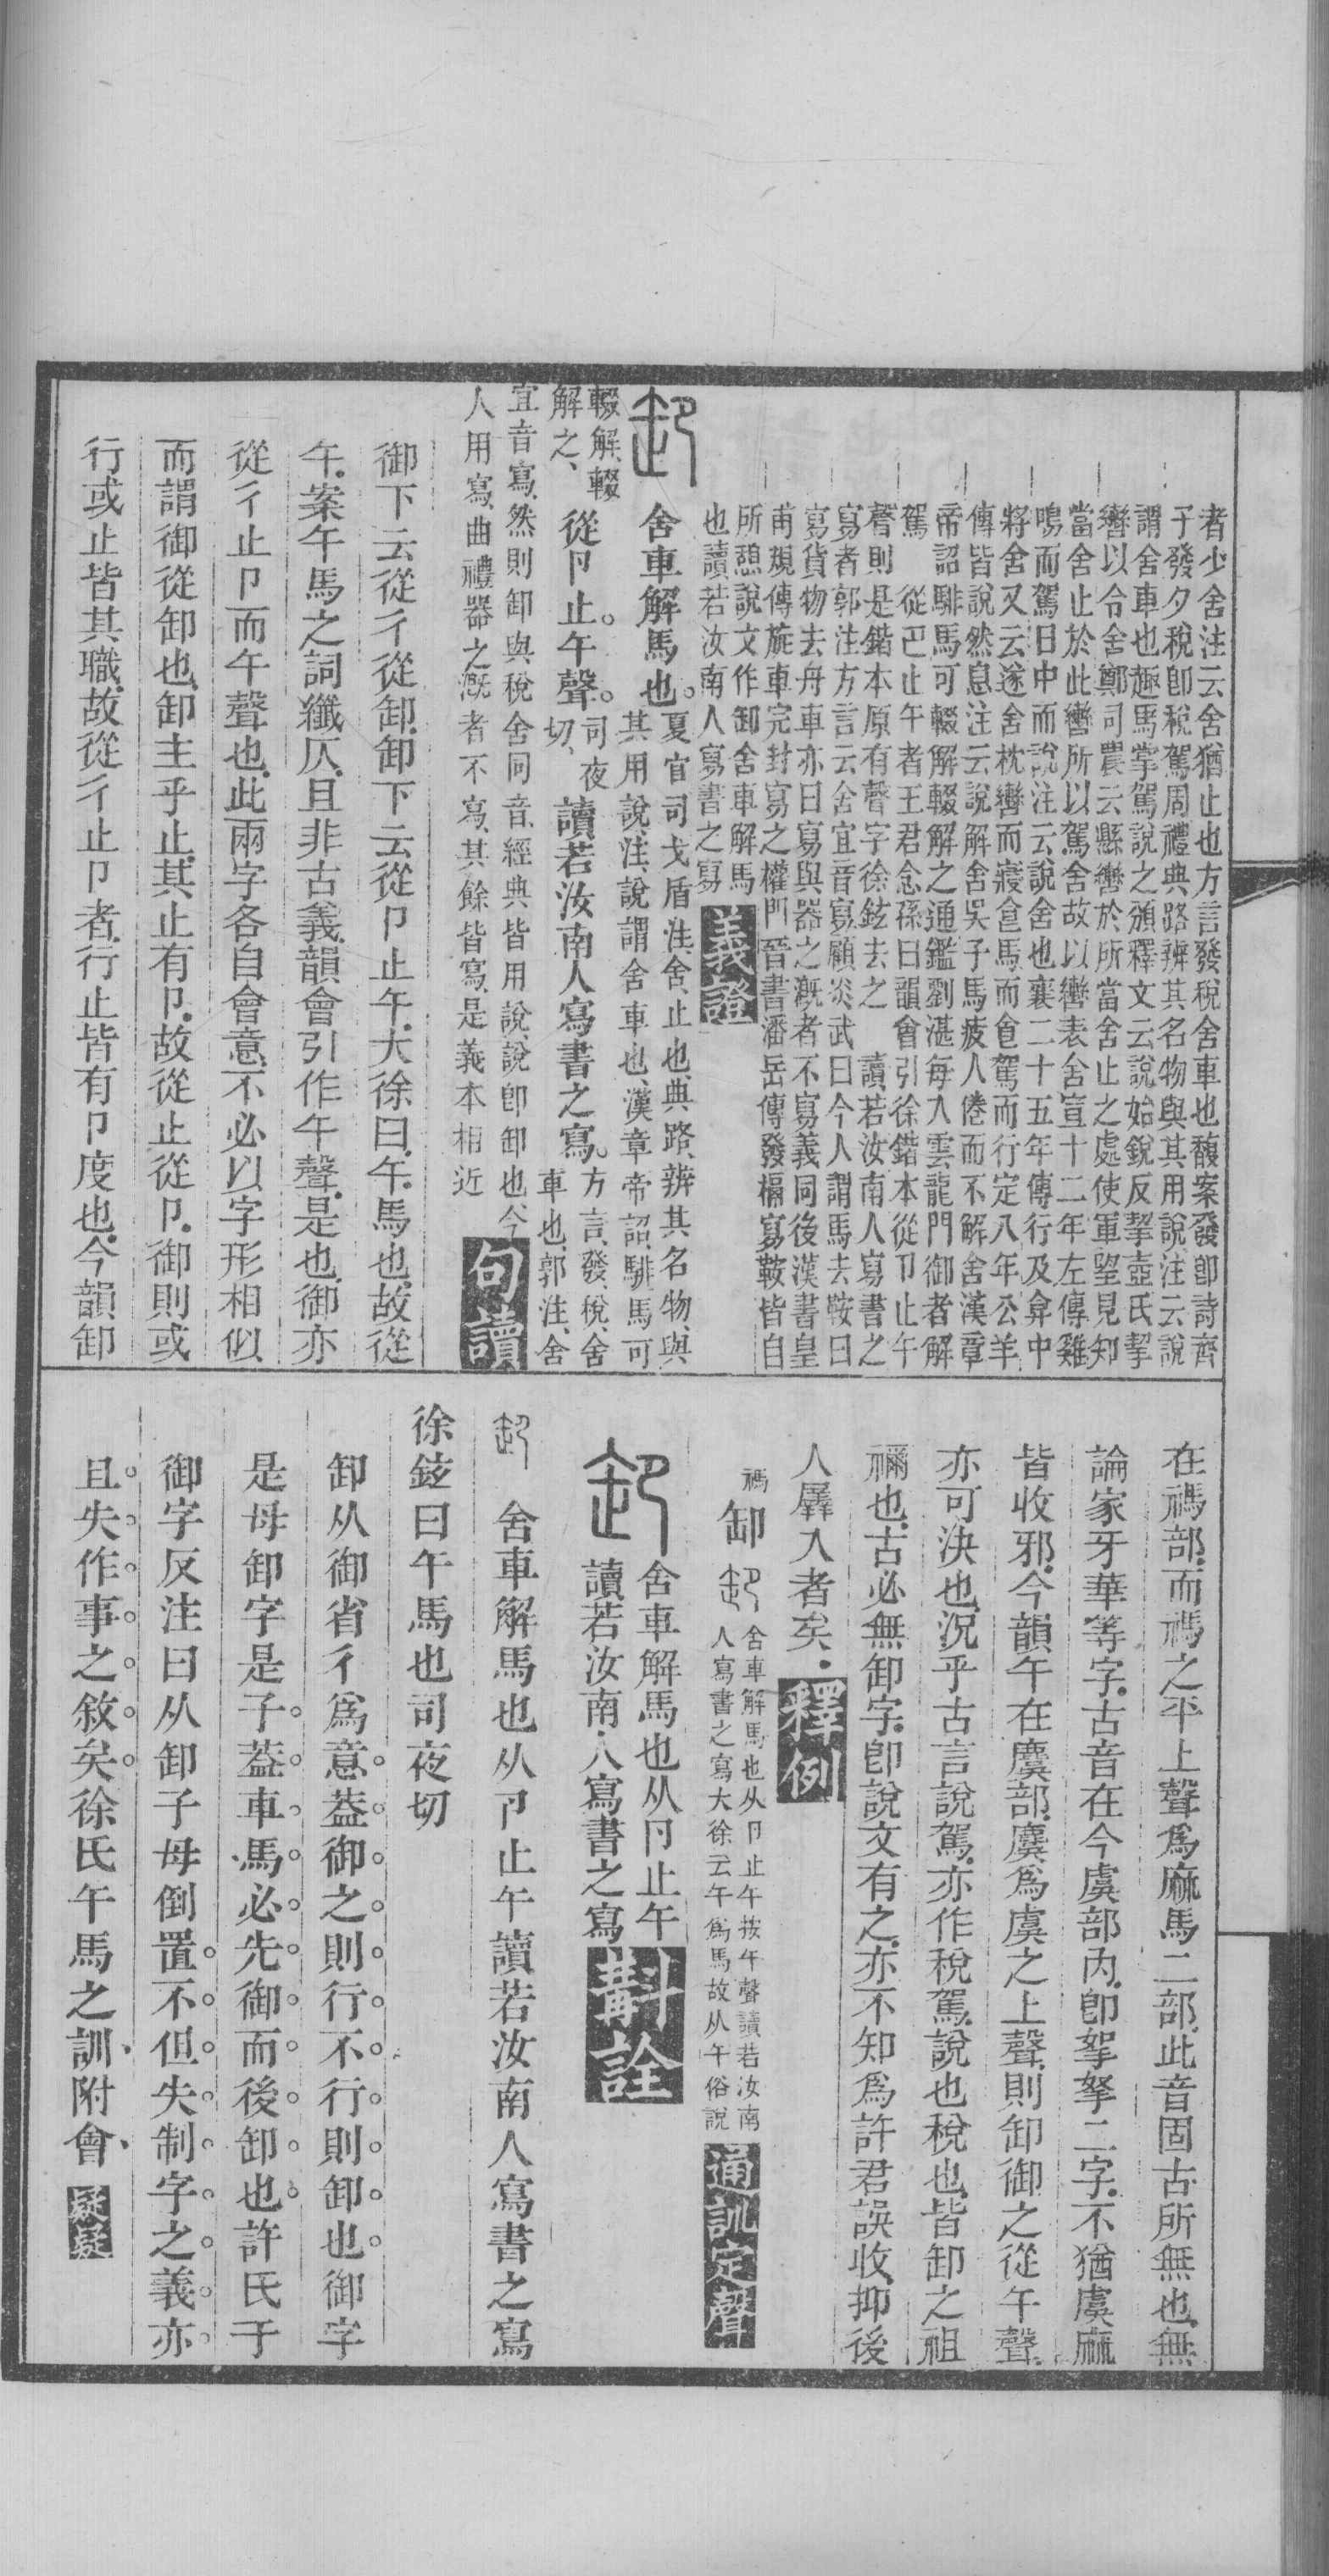 者少舍注云舍猶止也方言發稅舍車也馥案發卽詩齊
子發夕稅卽稅駕周禮典路辨其名物與其用說注云說
謂舍車也趣馬掌駕說之頒釋文云說始銳反挈壺氏挈
轡以令舍鄭司農云縣轡於所當舍止之處使軍望見知
當舍止於此轡所以駕舍故以轡表舍宣十二年左傳雞
鳴而駕日中而說注云說舍也襄二十五年傳行及弇中
將舍又云遂舍枕轡而寢食馬而食駕而行定八年公羊
傳皆說然息注云說解舍吳子馬疲人倦而不解舍漢章
帝詔騑馬可輟解輟解之通鑑劉湛每入雲龍門御者解
駕　從卪止午者王君念孫曰韻會引徐鍇本從卪止午
聲則是鍇本原有聲字徐鉉去之　讀若汝南人寫書之
寫者郭注方言云舍宜音寫顧炎武曰今人謂馬去鞍曰
寫貨物去舟車亦曰寫與器之溉者不寫義同後漢書皇
甫規傳旋車完封寫之權門晉書潘岳傳發槅寫鞍皆自
所憩說文作卸舍車解馬
也讀若汝南人寫書之寫 義證
卸 舍車解馬也。夏官司戈盾注、舍、止也、典路、辨其名物、與
其用說、注、說謂舍車也、漢章帝詔、騑馬可
輟解、輟
解之、從卪止。午聲。司夜
切、讀若汝南人寫書之寫。方言、發、稅、舍
車也、郭注、舍
宜音寫、然則卸與稅舍同音、經典皆用說、說卽卸也、今
人用寫、曲禮器之溉者不寫、其餘皆寫、是義本相近 句讀
御下云從彳從卸、卸下云從卪止午、大徐曰、午、馬也、故從
午、案午馬之詞纖仄、且非古義、韻會引作午聲、是也、御亦
從彳止卪而午聲也、此兩字各自會意、不必以字形相似
而謂御從卸也、卸主乎止、其止有卪、故從止從卪、御則或
行或止皆其職、故從彳止卪者、行止皆有卪度也、今韻卸
在禡部、而禡之平上聲爲麻馬二部、此音固古所無也、無
論家牙華等字、古音在今虞部內、卽拏拏二字、不猶虞麻
皆收邪、今韻午在麌部、麌爲虞之上聲、則卸御之從午聲、
亦可決也、況乎古言說駕、亦作稅駕、說也稅也、皆卸之祖
禰也、古必無卸字、卽說文有之、亦不知爲許君誤收、抑後
人羼入者矣、 釋例
禡 卸 卸 舍車解馬也从卪止午按午聲讀若汝南
人寫書之寫大徐云午爲馬故从午俗說 通訓定聲
卸 舍車解馬也从卪止午
讀若汝南人寫書之寫 斠詮
卸 舍車解馬也从卪止午讀若汝南人寫書之寫
徐鉉曰午馬也司夜切
卸从御省彳爲意葢御之則行不行則卸也御字
是母卸字是子葢車馬必先御而後卸也許氏于
御字反注曰从卸子母倒置不但失制字之義亦
且失作事之敘矣徐氏午馬之訓附會 疑疑